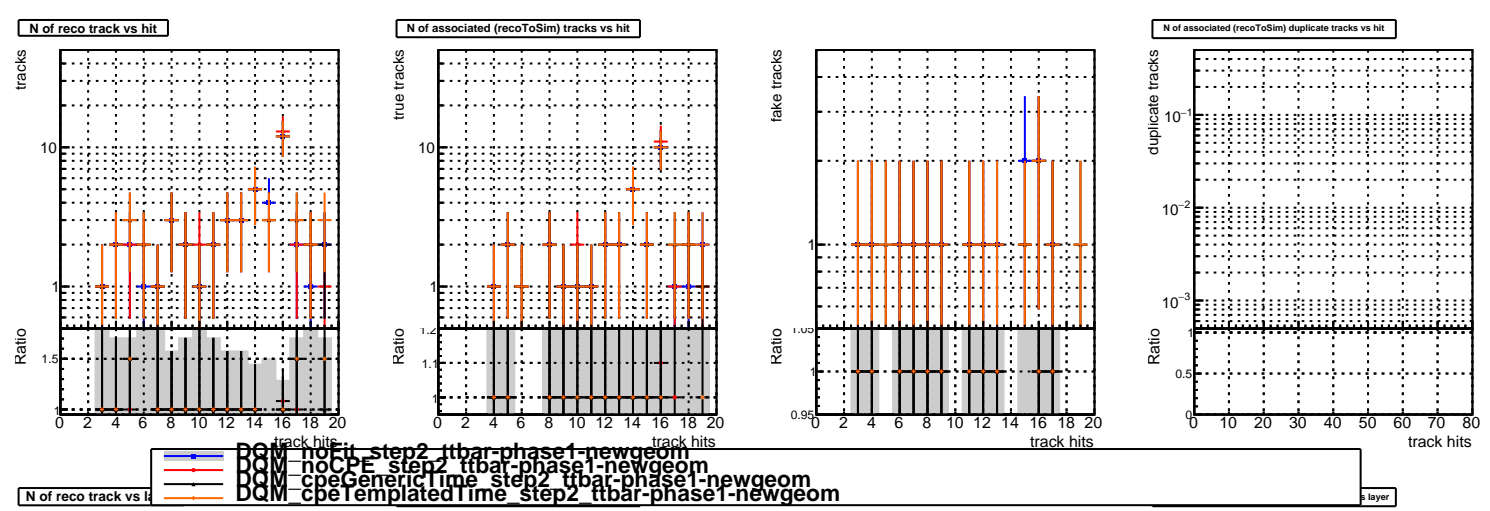 N of reco track vs hit
N of associated (recoToSim) tracks vs hit
N of associated (recoToSim) duplicate tracks vs hit
tracks
10
1
Ratio
1.5
1
0 2 4 6 8 10 12 14 16 18 20
track hits
true tracks
10
1
Ratio
1.2
1.1
1
0 2 4 6 8 10 12 14 16 18 20
track hits
fake tracks
1
Ratio
1.05
1
0.95
0 2 4 6 8 10 12 14 16 18 20
track hits
duplicate tracks
10⁻¹
10⁻²
10⁻³
Ratio
1
0.5
0
0 10 20 30 40 50 60 70 80
track hits
DQM_noFit_step2_ttbar-phase1-newgeom
DQM_noCPE_step2_ttbar-phase1-newgeom
DQM_cpeGenericTime_step2_ttbar-phase1-newgeom
DQM_cpeTemplatedTime_step2_ttbar-phase1-newgeom
N of reco track vs la
s layer